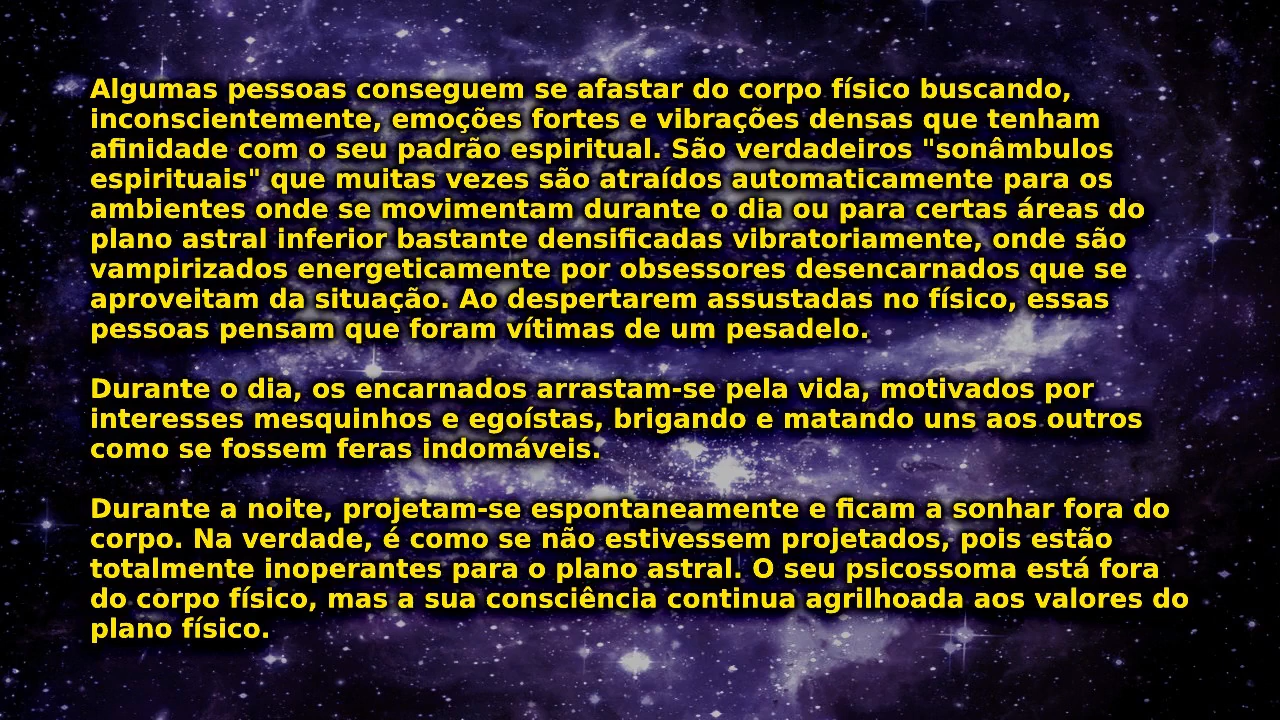 Algumas pessoas conseguem se afastar do corpo físico buscando,
inconscientemente, emoções fortes e vibrações densas que tenham
afinidade com o seu padrão espiritual. São verdadeiros "sonâmbulos
espirituais" que muitas vezes são atraídos automaticamente para os
ambientes onde se movimentam durante o dia ou para certas áreas do
plano astral inferior bastante densificadas vibratoriamente, onde são
vampirizados energeticamente por obsessores desencarnados que se
aproveitam da situação. Ao despertarem assustadas no físico, essas
pessoas pensam que foram vítimas de um pesadelo.

Durante o dia, os encarnados arrastam-se pela vida, motivados por
interesses mesquinhos e egoístas, brigando e matando uns aos outros
como se fossem feras indomáveis.

Durante a noite, projetam-se espontaneamente e ficam a sonhar fora do
corpo. Na verdade, é como se não estivessem projetados, pois estão
totalmente inoperantes para o plano astral. O seu psicossoma está fora
do corpo físico, mas a sua consciência continua agrilhoada aos valores do
plano físico.